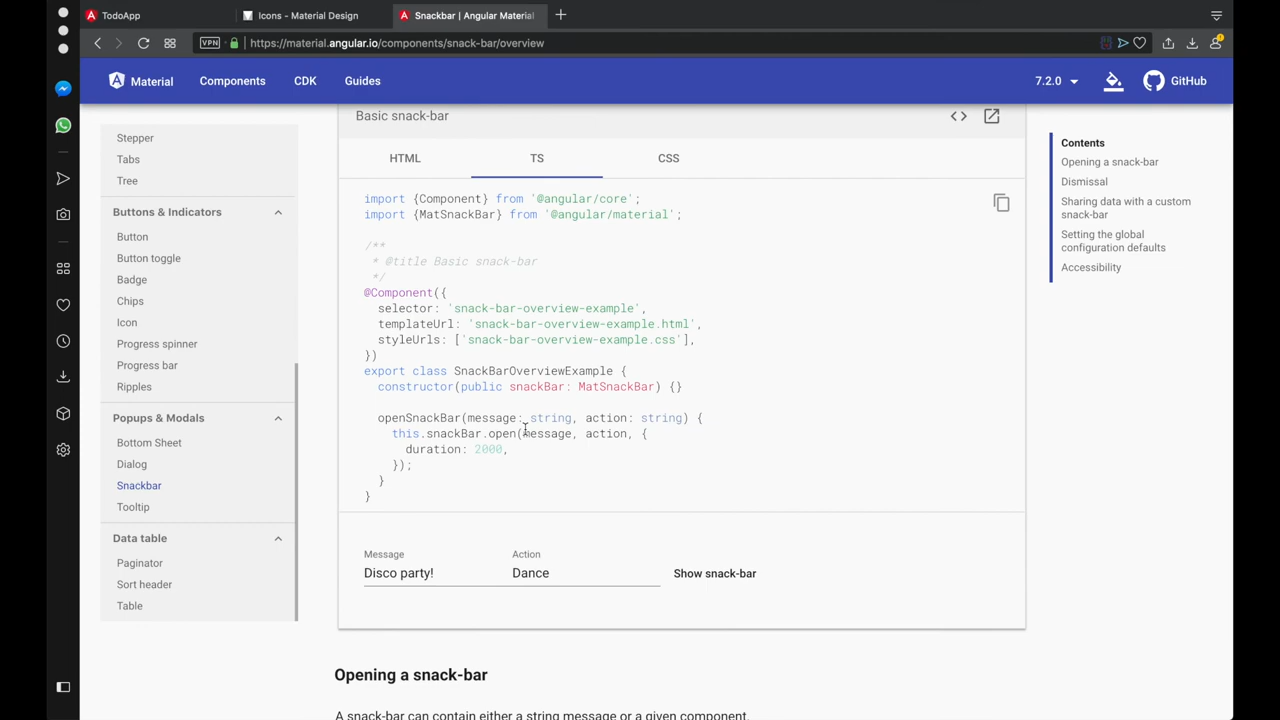 TodoApp
Icons - Material Design
Snackbar | Angular Material
VPN
https://material.angular.io/components/snack-bar/overview
Material
Components
CDK
Guides
7.2.0
GitHub
Stepper
Tabs
Tree
Buttons & Indicators
Button
Button toggle
Badge
Chips
Icon
Progress spinner
Progress bar
Ripples
Popups & Modals
Bottom Sheet
Dialog
Snackbar
Tooltip
Data table
Paginator
Sort header
Table
Basic snack-bar
HTML
TS
CSS
import {Component} from '@angular/core';
import {MatSnackBar} from '@angular/material';
/**
 * @title Basic snack-bar
 */
@Component({
  selector: 'snack-bar-overview-example',
  templateUrl: 'snack-bar-overview-example.html',
  styleUrls: ['snack-bar-overview-example.css'],
})
export class SnackBarOverviewExample {
  constructor(public snackBar: MatSnackBar) {}
  openSnackBar(message: string, action: string) {
    this.snackBar.open(message, action, {
      duration: 2000,
    });
  }
}
Message
Disco party!
Action
Dance
Show snack-bar
Opening a snack-bar
A snack-bar can contain either a string message or a given component.
Contents
Opening a snack-bar
Dismissal
Sharing data with a custom
snack-bar
Setting the global
configuration defaults
Accessibility